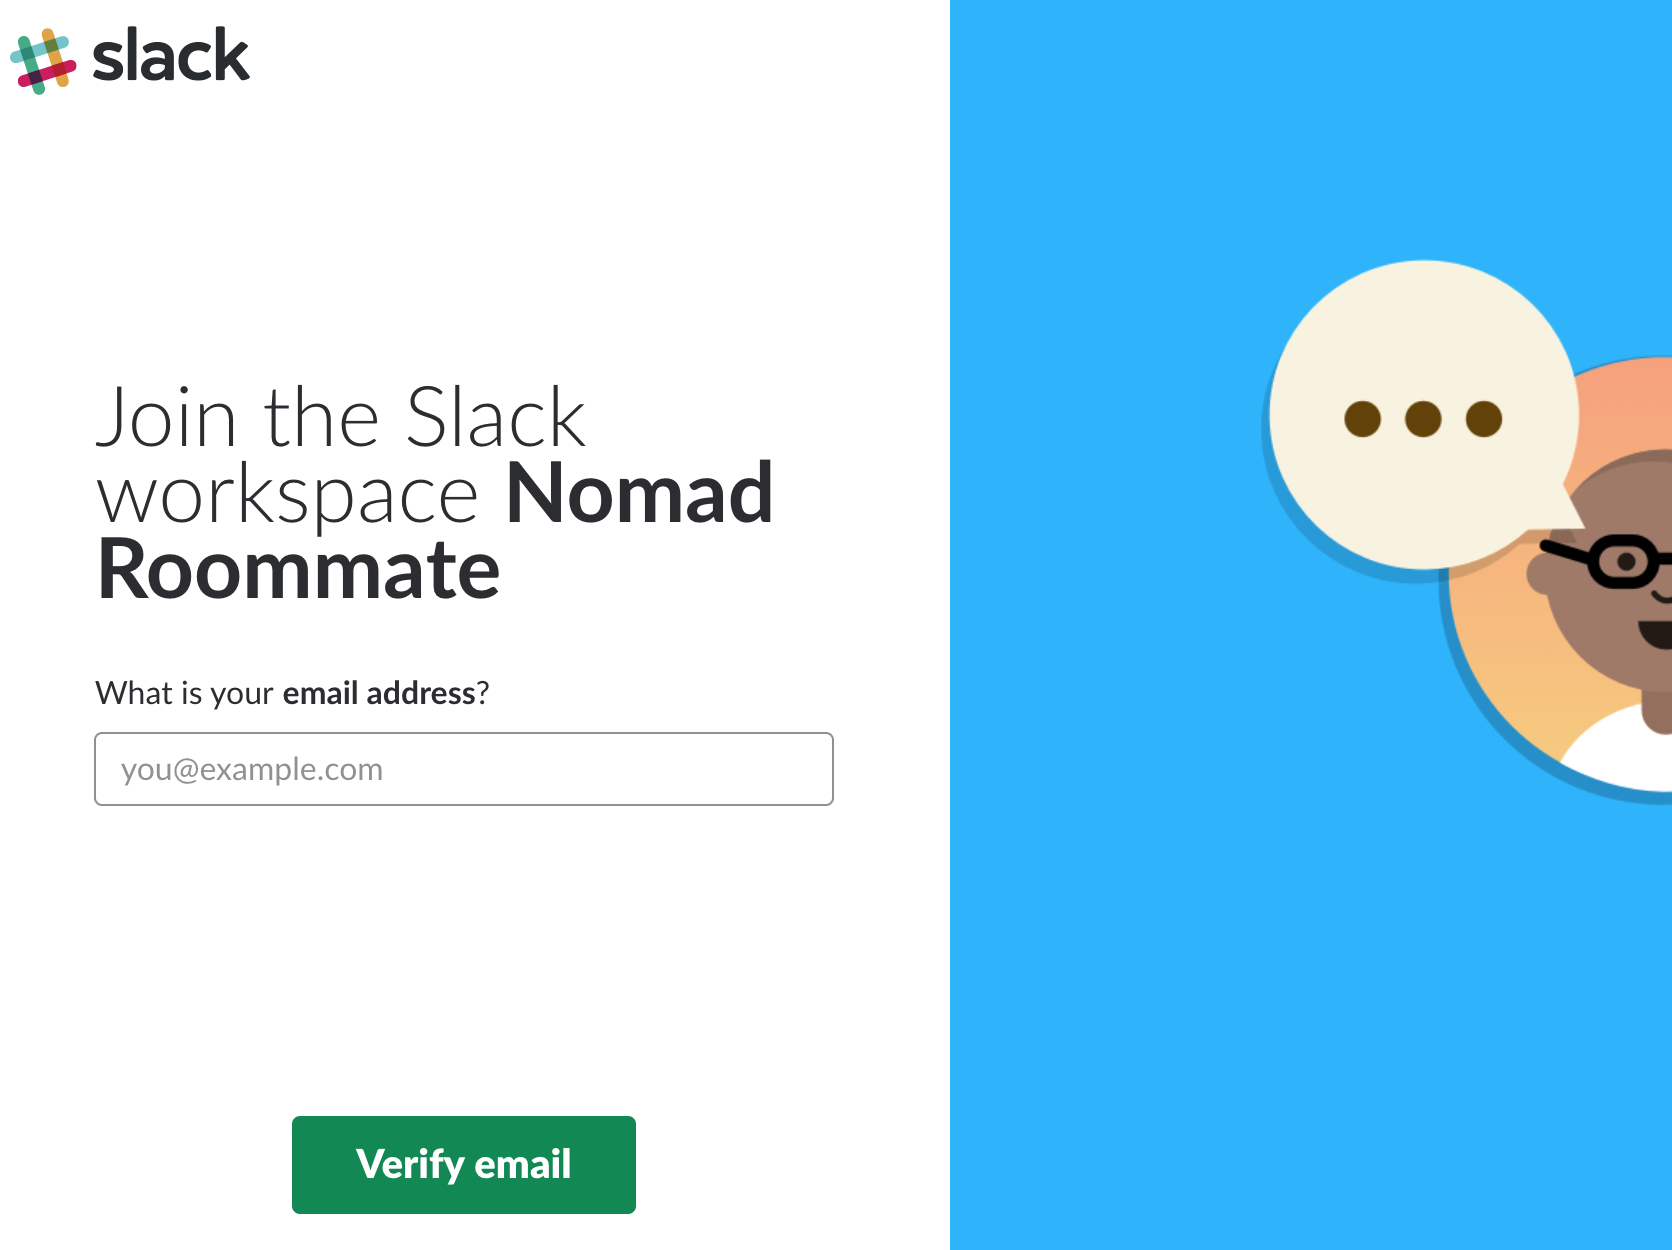 slack
Join the Slack
workspace Nomad
Roommate
What is your email address?
you@example.com
Verify email